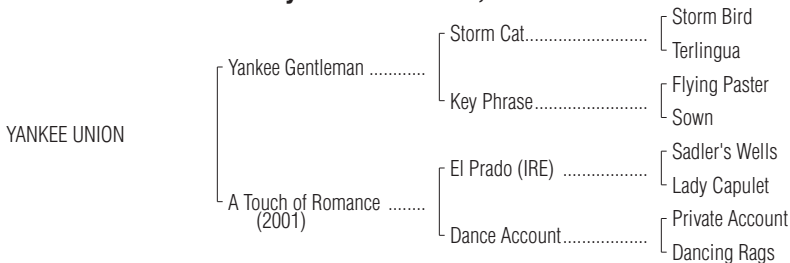 Storm Bird
Storm Cat..............................
Terlingua
Yankee Gentleman ............
Flying Paster
Key Phrase...........................
Sown
YANKEE UNION
Sadler's Wells
El Prado (IRE) ....................
Lady Capulet
A Touch of Romance ........
(2001)
Private Account
Dance Account.....................
Dancing Rags